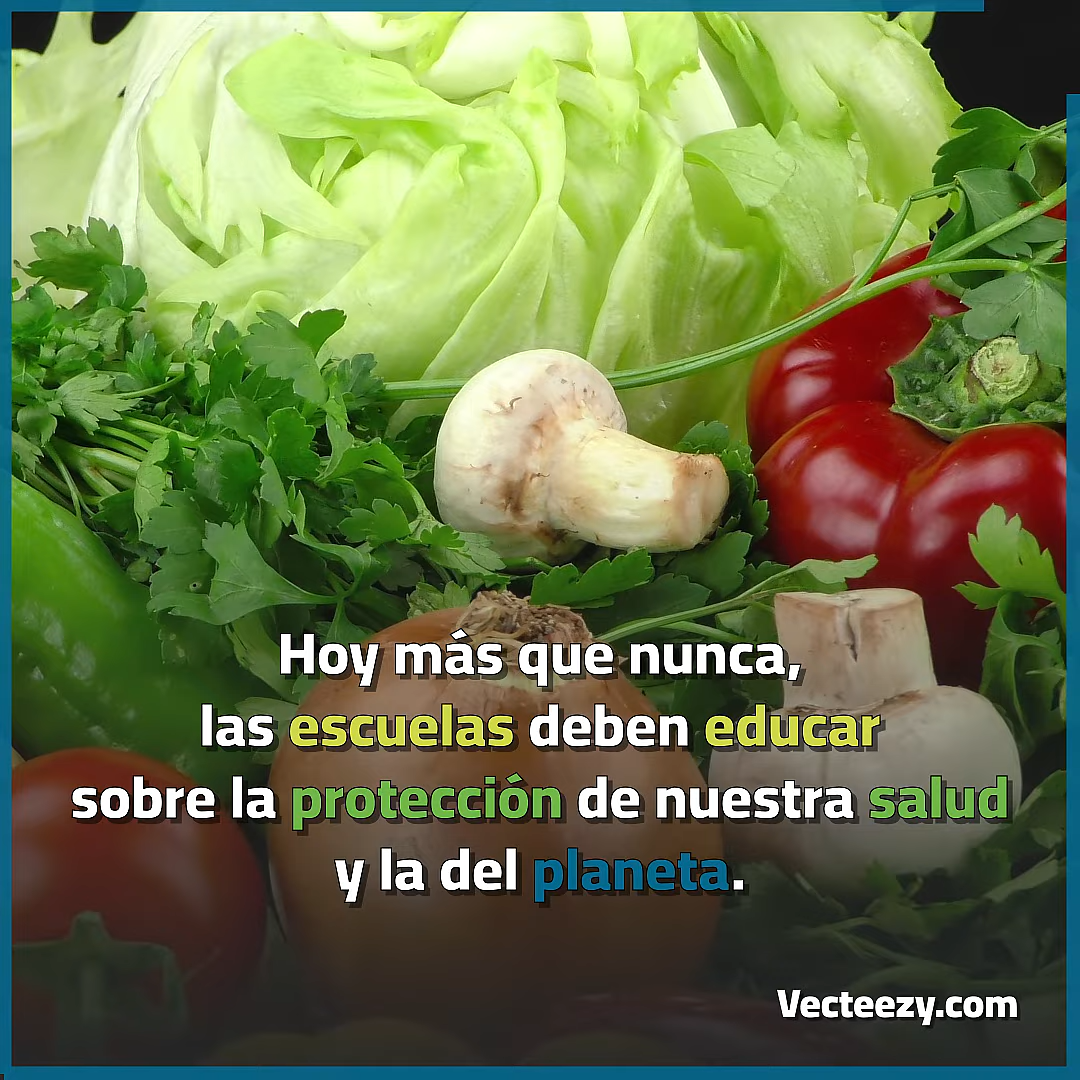 Hoy más que nunca,
las escuelas deben educar
sobre la protección de nuestra salud
y la del planeta.
Vecteezy.com